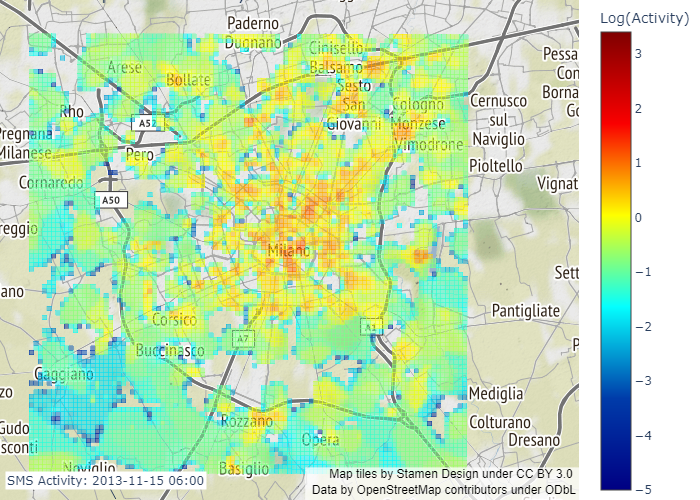 Paderno
Dugnano
Cinisello
Balsamo
Arese
Bollate
Sesto
San
Giovanni
Cologno
Monzese
Vimodrone
Rho
A52
Pregnana
Milanese
Pero
Cernusco
sul
Naviglio
Pioltello
Cornaredo
A50
Vignat
reggio
Milano
Sett
ano
Corsico
Pantigliate
A7
A1
Buccinasco
Gaggiano
P
zo
Mediglia
Rozzano
Colturano
Gudo
sconti
Opera
Dresano
Noviglio
Basiglio
Pessa
Con
Borna
Go
SMS Activity: 2013-11-15 06:00
Map tiles by Stamen Design under CC BY 3.0
Data by OpenStreetMap contributors under ODbL
Log(Activity)
3
2
1
0
−1
−2
−3
−4
−5